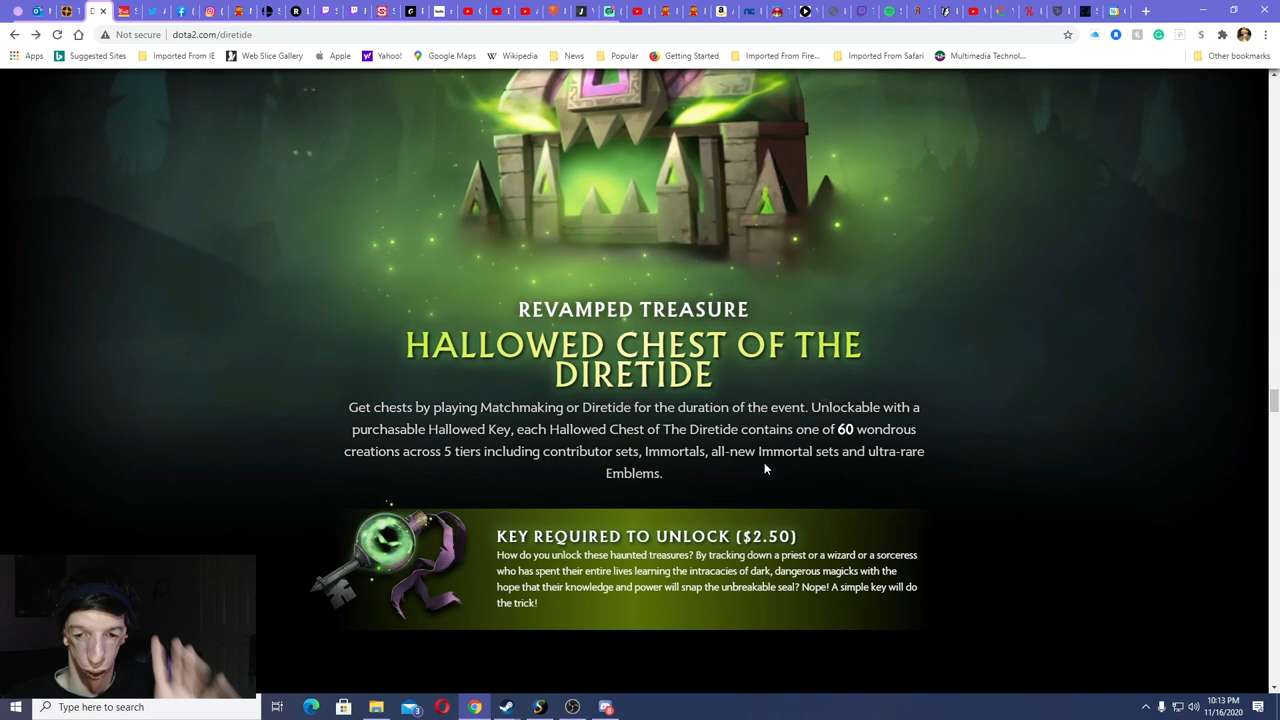 Not secure dota2.com/diretide
Apps Suggested Sites Imported From IE Web Slice Gallery Apple Yahoo! Google Maps Wikipedia News Getting Started Imported From Fire... Imported From Safari Multimedia Technol... Other bookmarks
REVAMPED TREASURE
HALLOWED CHEST OF THE
DIRETIDE
Get chests by playing Matchmaking or Diretide for the duration of the event. Unlockable with a
purchasable Hallowed Key, each Hallowed Chest of The Diretide contains one of 60 wondrous
creations across 5 tiers including contributor sets, Immortals, all-new Immortal sets and ultra-rare
Emblems.
KEY REQUIRED TO UNLOCK ($2.50)
How do you unlock these haunted treasures? By tracking down a priest or a wizard or a sorceress
who has spent their entire lives learning the intracacies of dark, dangerous magicks with the
hope that their knowledge and power will snap the unbreakable seal? Nope! A simple key will do
the trick!
Type here to search
10:13 PM
11/16/2020